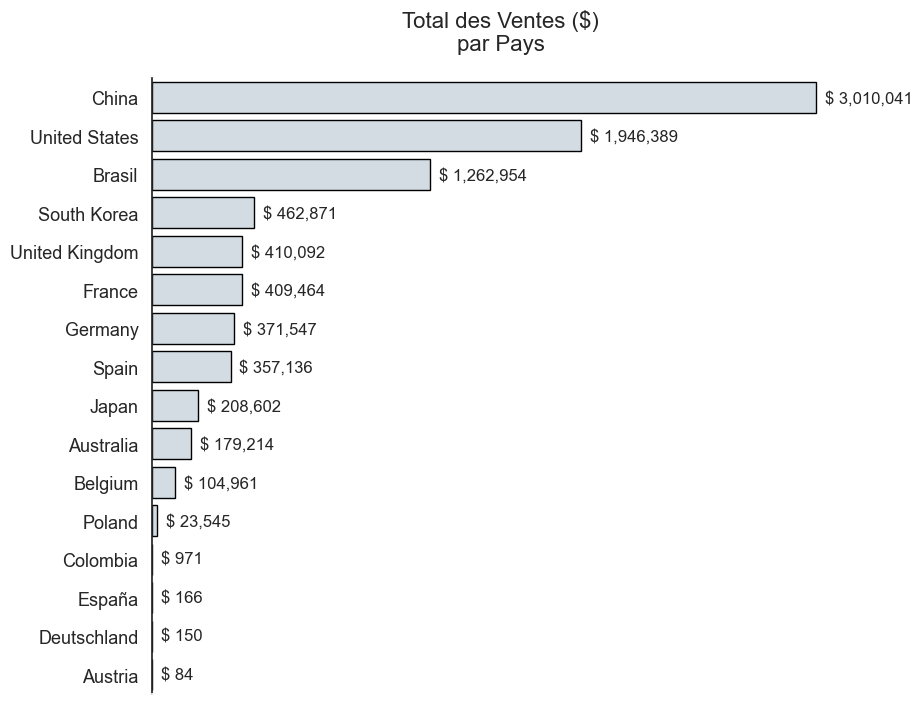 Total des Ventes ($)
par Pays
China $ 3,010,041
United States $ 1,946,389
Brasil $ 1,262,954
South Korea $ 462,871
United Kingdom $ 410,092
France $ 409,464
Germany $ 371,547
Spain $ 357,136
Japan $ 208,602
Australia $ 179,214
Belgium $ 104,961
Poland $ 23,545
Colombia $ 971
España $ 166
Deutschland $ 150
Austria $ 84